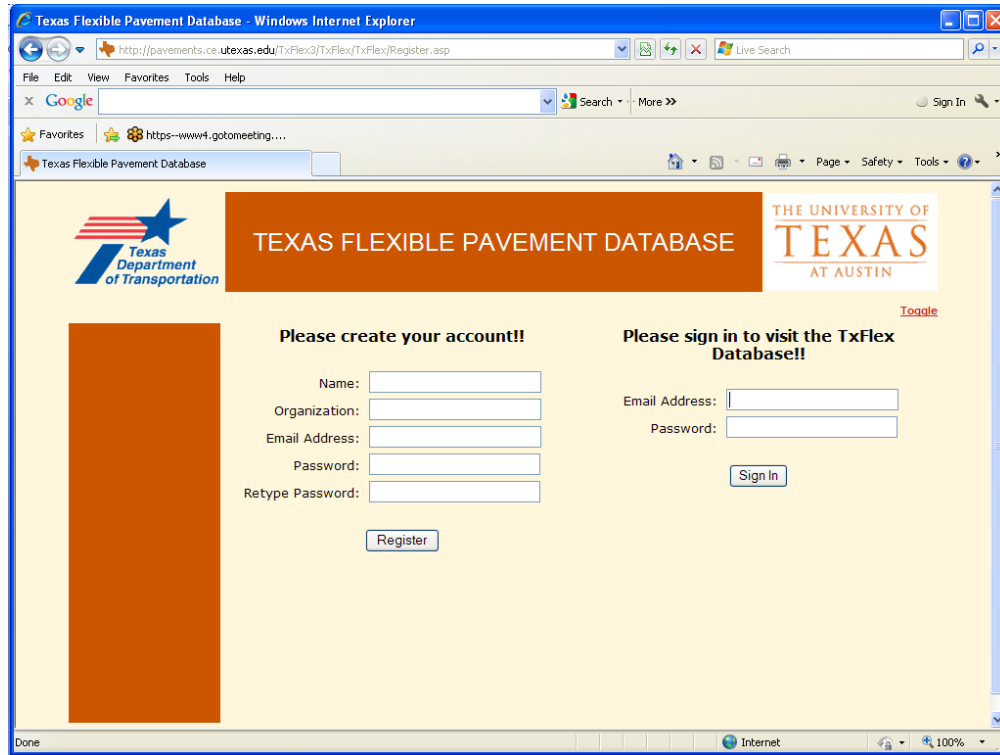 Texas Flexible Pavement Database - Windows Internet Explorer
http://pavements.ce.utexas.edu/TxFlex3/TxFlex/TxFlex/Register.asp
Live Search
File Edit View Favorites Tools Help
x Google Search More >> Sign In
Favorites https--www4.gotomeeting....
Texas Flexible Pavement Database Page Safety Tools
Texas
Department
of Transportation
TEXAS FLEXIBLE PAVEMENT DATABASE
THE UNIVERSITY OF
TEXAS
AT AUSTIN
Toggle
Please create your account!!
Name:
Organization:
Email Address:
Password:
Retype Password:
Register
Please sign in to visit the TxFlex
Database!!
Email Address:
Password:
Sign In
Done Internet 100%